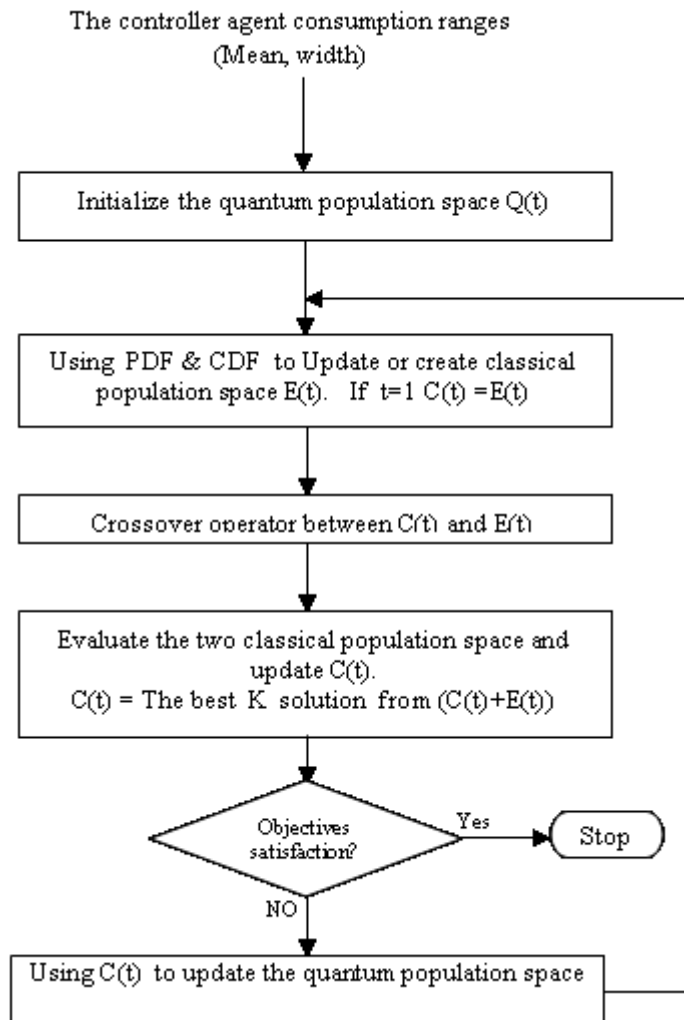 The controller agent consumption ranges
(Mean, width)
Initialize the quantum population space Q(t)
Using PDF & CDF to Update or create classical
population space E(t). If t=1 C(t) =E(t)
Crossover operator between C(t) and E(t)
Evaluate the two classical population space and
update C(t).
C(t) = The best K solution from (C(t)+E(t))
Objectives
satisfaction?
Yes
Stop
NO
Using C(t) to update the quantum population space